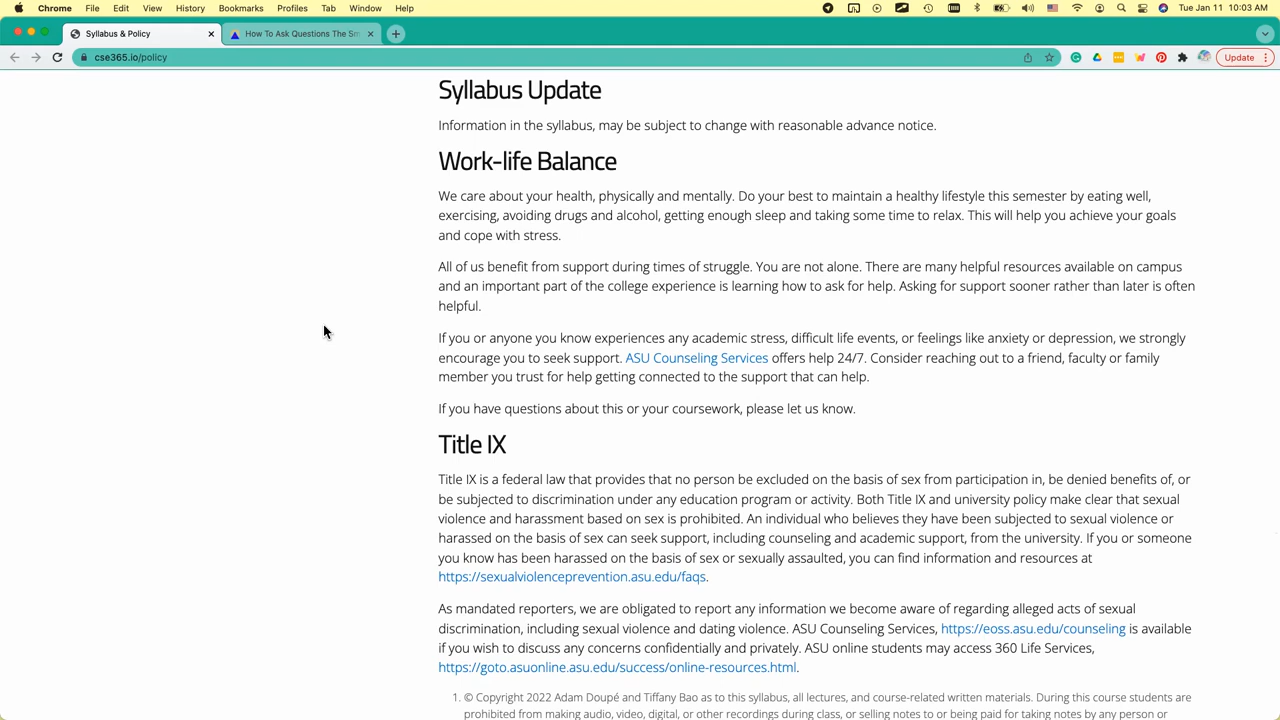 Chrome File Edit View History Bookmarks Profiles Tab Window Help Tue Jan 11 10:03 AM
Syllabus & Policy How To Ask Questions The Sm
cse365.io/policy Update
Syllabus Update
Information in the syllabus, may be subject to change with reasonable advance notice.
Work-life Balance
We care about your health, physically and mentally. Do your best to maintain a healthy lifestyle this semester by eating well,
exercising, avoiding drugs and alcohol, getting enough sleep and taking some time to relax. This will help you achieve your goals
and cope with stress.
All of us benefit from support during times of struggle. You are not alone. There are many helpful resources available on campus
and an important part of the college experience is learning how to ask for help. Asking for support sooner rather than later is often
helpful.
If you or anyone you know experiences any academic stress, difficult life events, or feelings like anxiety or depression, we strongly
encourage you to seek support. ASU Counseling Services offers help 24/7. Consider reaching out to a friend, faculty or family
member you trust for help getting connected to the support that can help.
If you have questions about this or your coursework, please let us know.
Title IX
Title IX is a federal law that provides that no person be excluded on the basis of sex from participation in, be denied benefits of, or
be subjected to discrimination under any education program or activity. Both Title IX and university policy make clear that sexual
violence and harassment based on sex is prohibited. An individual who believes they have been subjected to sexual violence or
harassed on the basis of sex can seek support, including counseling and academic support, from the university. If you or someone
you know has been harassed on the basis of sex or sexually assaulted, you can find information and resources at
https://sexualviolenceprevention.asu.edu/faqs.
As mandated reporters, we are obligated to report any information we become aware of regarding alleged acts of sexual
discrimination, including sexual violence and dating violence. ASU Counseling Services, https://eoss.asu.edu/counseling is available
if you wish to discuss any concerns confidentially and privately. ASU online students may access 360 Life Services,
https://goto.asuonline.asu.edu/success/online-resources.html.
1. © Copyright 2022 Adam Doupé and Tiffany Bao as to this syllabus, all lectures, and course-related written materials. During this course students are
prohibited from making audio, video, digital, or other recordings during class, or selling notes to or being paid for taking notes by any person or